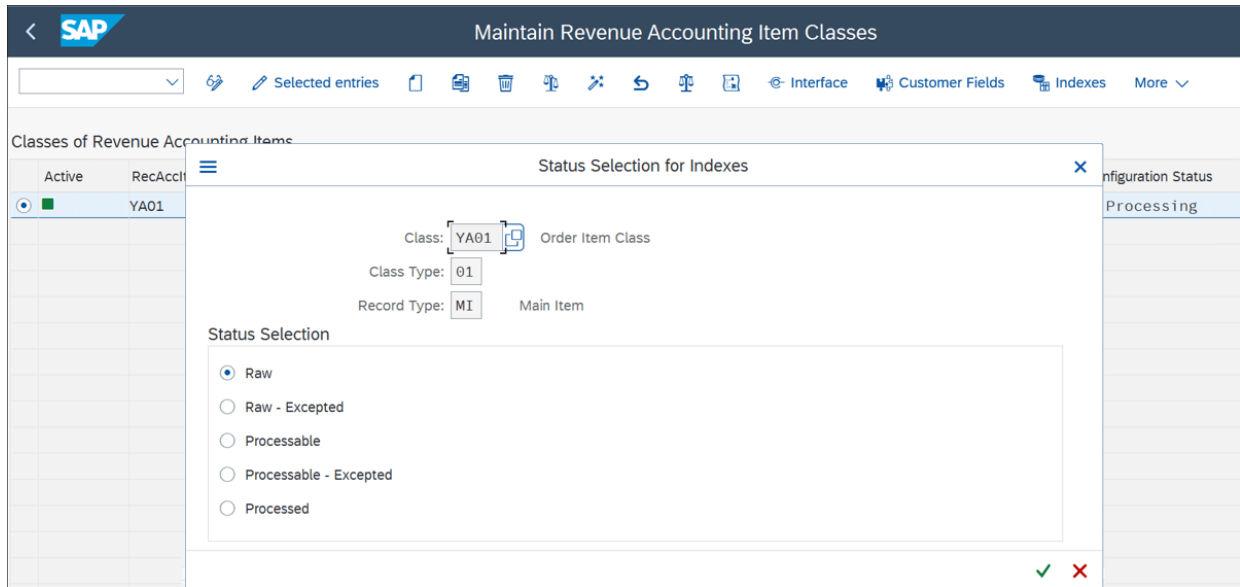 SAP
Maintain Revenue Accounting Item Classes
Selected entries Interface Customer Fields Indexes More
Classes of Revenue Accounting Items
Status Selection for Indexes
Active RecAccIt nfiguration Status
YA01 Processing
Class: YA01 Order Item Class
Class Type: 01
Record Type: MI Main Item
Status Selection
Raw
Raw - Excepted
Processable
Processable - Excepted
Processed